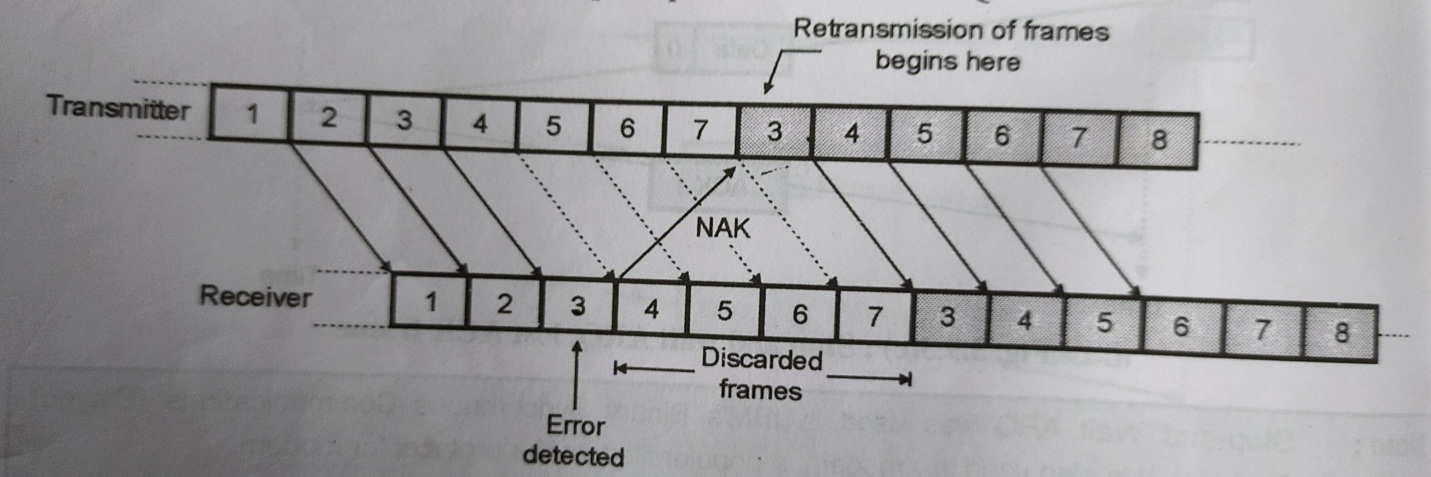 Retransmission of frames
begins here
Transmitter 1 2 3 4 5 6 7 3 4 5 6 7 8
NAK
Receiver 1 2 3 4 5 6 7 3 4 5 6 7 8
Discarded
frames
Error
detected